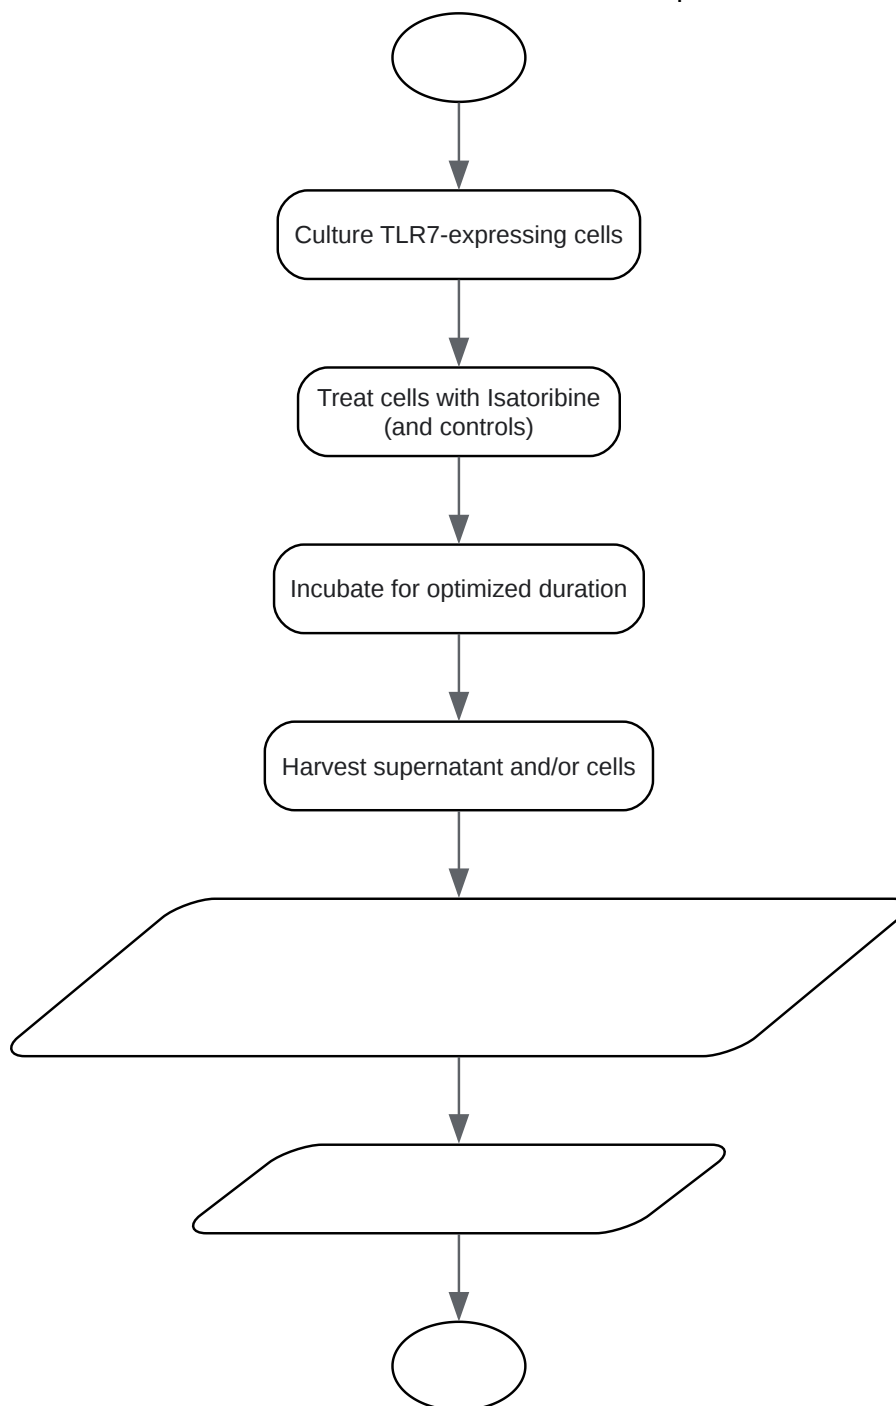 Culture TLR7-expressing cells
Treat cells with Isatoribine
(and controls)
Incubate for optimized duration
Harvest supernatant and/or cells